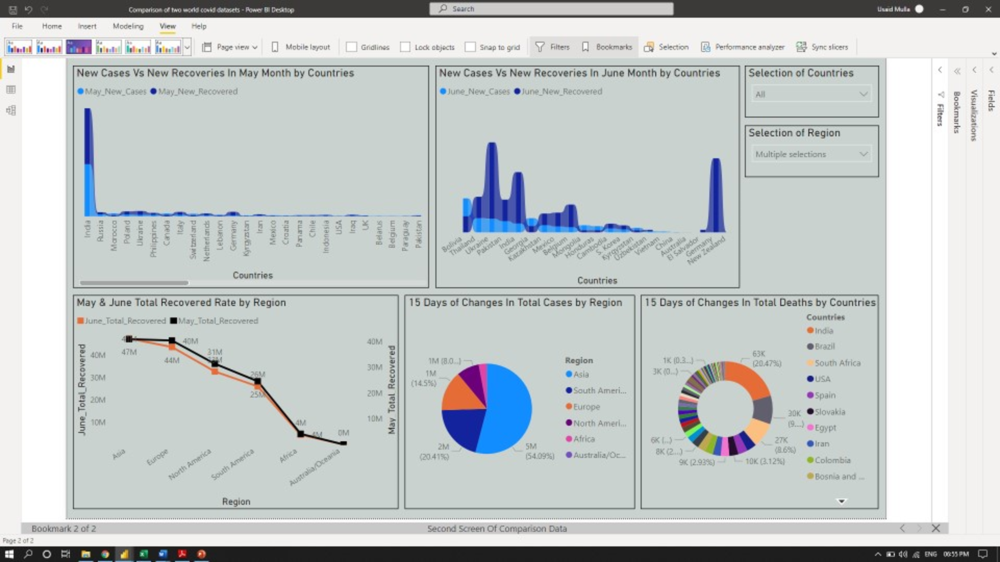 Comparison of two world covid datasets - Power BI Desktop
Search
Usaid Mulla
File Home Insert Modeling View Help
Page view
Mobile layout
Gridlines
Lock objects
Snap to grid
Filters
Bookmarks
Selection
Performance analyzer
Sync slicers
New Cases Vs New Recoveries In May Month by Countries
May_New_Cases May_New_Recovered
India
Russia
Morocco
Poland
Ukraine
Philippines
Canada
Italy
Switzerland
Netherlands
Lebanon
Germany
Kyrgyzstan
Iran
Mexico
Croatia
Panama
Chile
Indonesia
USA
Iraq
UK
Belarus
Belgium
Paraguay
Pakistan
Countries
New Cases Vs New Recoveries In June Month by Countries
June_New_Cases June_New_Recovered
Bolivia
Thailand
Ukraine
Pakistan
India
Georgia
Kazakhstan
Mexico
Belgium
Mongolia
Honduras
Cambodia
S. Korea
Kyrgyzstan
Uzbekistan
Vietnam
China
Australia
El Salvador
Germany
New Zealand
Countries
Selection of Countries
All
Selection of Region
Multiple selections
Filters
Bookmarks
Visualizations
Fields
May & June Total Recovered Rate by Region
June_Total_Recovered May_Total_Recovered
June_Total_Recovered
40M
30M
20M
10M
47M
40M
44M
31M
26M
25M
4M
4M
0M
40M
30M
20M
10M
May_Total_Recovered
Asia
Europe
North America
South America
Africa
Australia/Oceania
Region
15 Days of Changes In Total Cases by Region
1M (8.0...)
1M
(14.5%)
2M
(20.41%)
5M
(54.09%)
Region
Asia
South Ameri...
Europe
North Ameri...
Africa
Australia/Oc...
15 Days of Changes In Total Deaths by Countries
1K (0.3...)
3K (0...)
6K (...)
8K (2...)
9K (2.93%)
10K (3.12%)
27K
(8.6%)
30K
(9....)
63K
(20.47%)
Countries
India
Brazil
South Africa
USA
Spain
Slovakia
Egypt
Iran
Colombia
Bosnia and ...
Bookmark 2 of 2
Second Screen Of Comparison Data
Page 2 of 2
ENG
06:55 PM